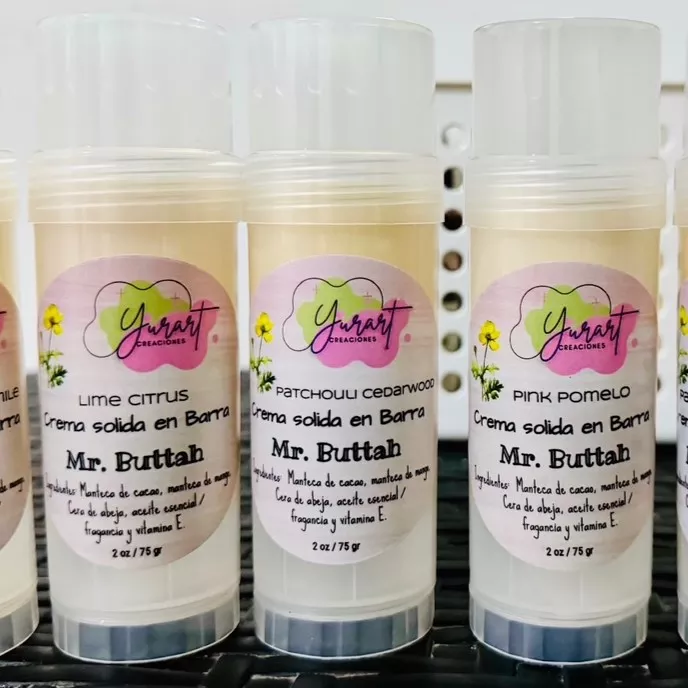 Yurart
CREACIONES
LIME CITRUS
Crema solida en Barra
Mr. Buttah
Ingredientes: Manteca de cacao, manteca de mango,
Cera de abeja, aceite esencial /
fragancia y vitamina E.
2 oz / 75 gr
Yurart
CREACIONES
PATCHOULI CEDARWOOD
Crema solida en Barra
Mr. Buttah
Ingredientes: Manteca de cacao, manteca de mango,
Cera de abeja, aceite esencial /
fragancia y vitamina E.
2 oz / 75 gr
Yurart
CREACIONES
PINK POMELO
Crema solida en Barra
Mr. Buttah
Ingredientes: Manteca de cacao, manteca de mango,
Cera de abeja, aceite esencial /
fragancia y vitamina E.
2 oz / 75 gr